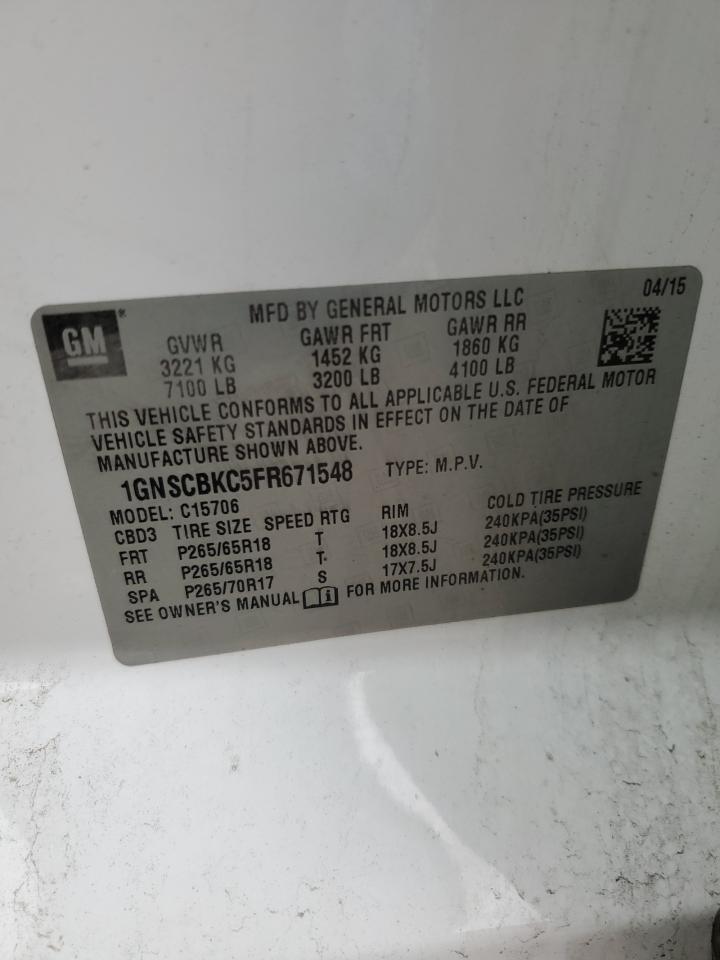 GM®
MFD BY GENERAL MOTORS LLC 04/15
GVWR GAWR FRT GAWR RR
3221 KG 1452 KG 1860 KG
7100 LB 3200 LB 4100 LB
THIS VEHICLE CONFORMS TO ALL APPLICABLE U.S. FEDERAL MOTOR
VEHICLE SAFETY STANDARDS IN EFFECT ON THE DATE OF
MANUFACTURE SHOWN ABOVE.
1GNSCBKC5FR671548 TYPE: M.P.V.
MODEL: C15706
CBD3 TIRE SIZE SPEED RTG RIM COLD TIRE PRESSURE
FRT P265/65R18 T 18X8.5J 240KPA(35PSI)
RR P265/65R18 T 18X8.5J 240KPA(35PSI)
SPA P265/70R17 S 17X7.5J 240KPA(35PSI)
SEE OWNER'S MANUAL FOR MORE INFORMATION.